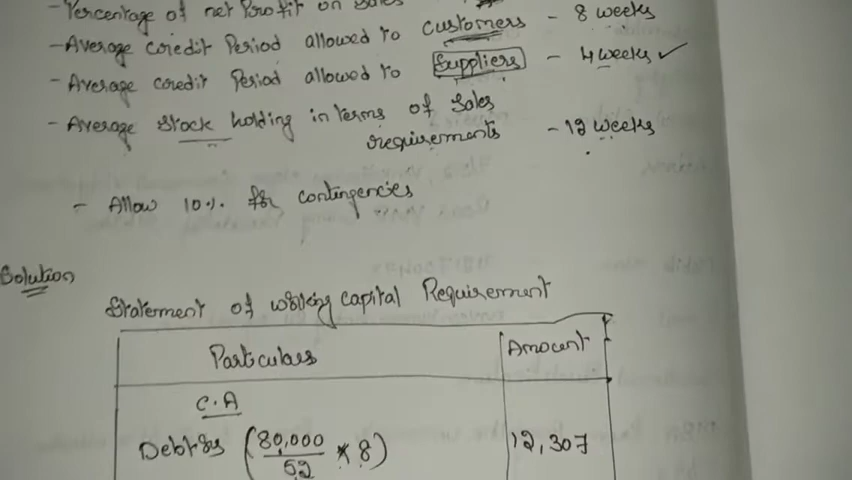 - Percentage of net Profit on Sales
- Average credit Period allowed to customers - 8 weeks
- Average credit Period allowed to Suppliers - 4 weeks ✓
- Average stock holding in terms of Sales
requirements - 12 weeks
- Allow 10% for contingencies
Solution
Statement of working capital Requirement
Particulars Amount
C.A
Debtors (80,000/52 * 8) 12,307